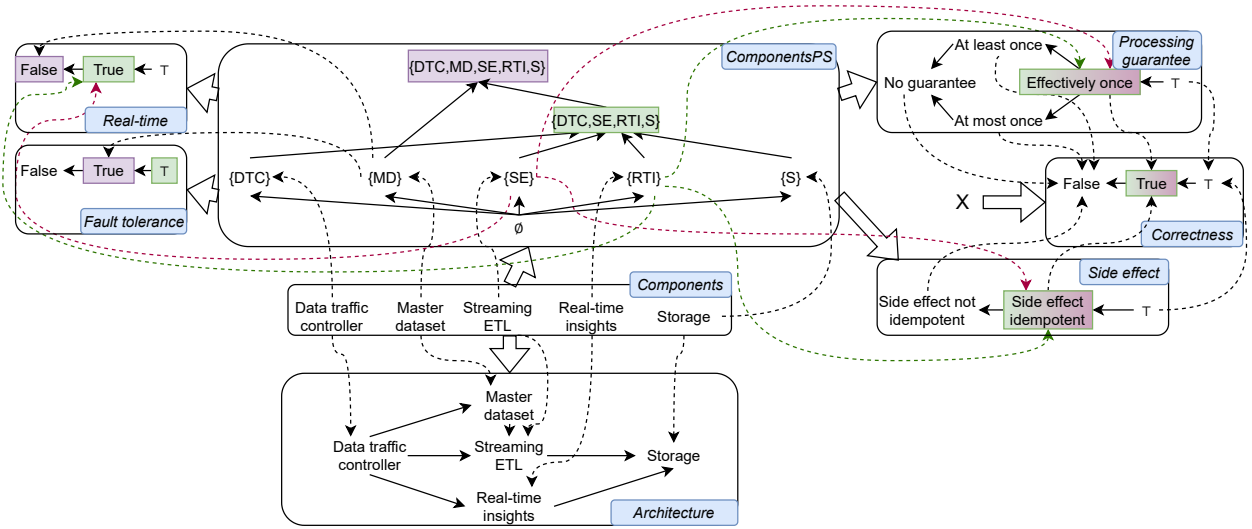 False
True
⊤
Real-time
False
True
⊤
Fault tolerance
ComponentsPS
{DTC,MD,SE,RTI,S}
{DTC,SE,RTI,S}
{DTC}
{MD}
{SE}
{RTI}
{S}
∅
Processing
guarantee
At least once
No guarantee
Effectively once
⊤
At most once
X
False
True
⊤
Correctness
Side effect
Side effect not
idempotent
Side effect
idempotent
⊤
Components
Data traffic
controller
Master
dataset
Streaming
ETL
Real-time
insights
Storage
Master
dataset
Data traffic
controller
Streaming
ETL
Storage
Real-time
insights
Architecture